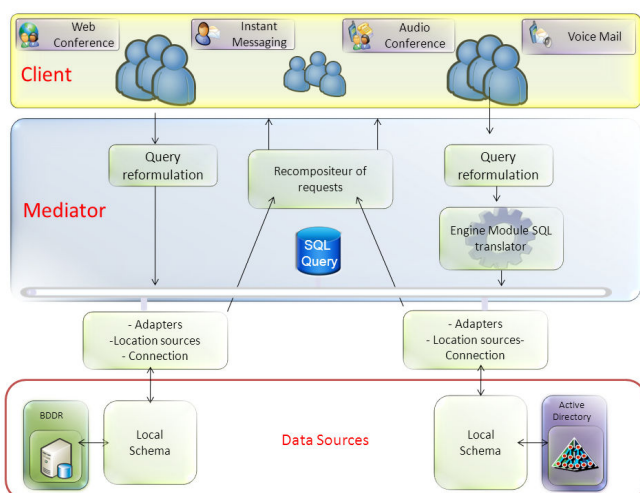 Web
Conference
Instant
Messaging
Audio
Conference
Voice Mail
Client
Query
reformulation
Recompositeur of
requests
Query
reformulation
Mediator
Engine Module SQL
translator
SQL
Query
- Adapters
-Location sources
- Connection
- Adapters
- Location sources-
Connection
BDDR
Local
Schema
Data Sources
Local
Schema
Active
Directory